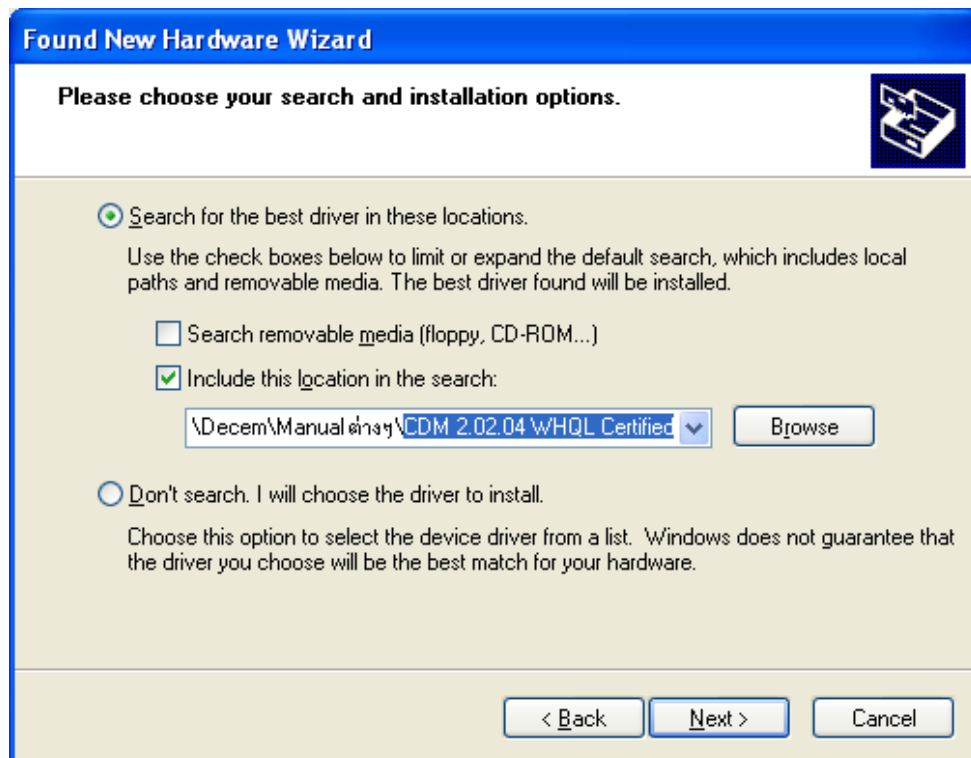 Found New Hardware Wizard
Please choose your search and installation options.
Search for the best driver in these locations.
Use the check boxes below to limit or expand the default search, which includes local
paths and removable media. The best driver found will be installed.
Search removable media (floppy, CD-ROM...)
Include this location in the search:
\Decem\Manual ต่างๆ\CDM 2.02.04 WHQL Certified
Browse
Don't search. I will choose the driver to install.
Choose this option to select the device driver from a list. Windows does not guarantee that
the driver you choose will be the best match for your hardware.
< Back Next > Cancel